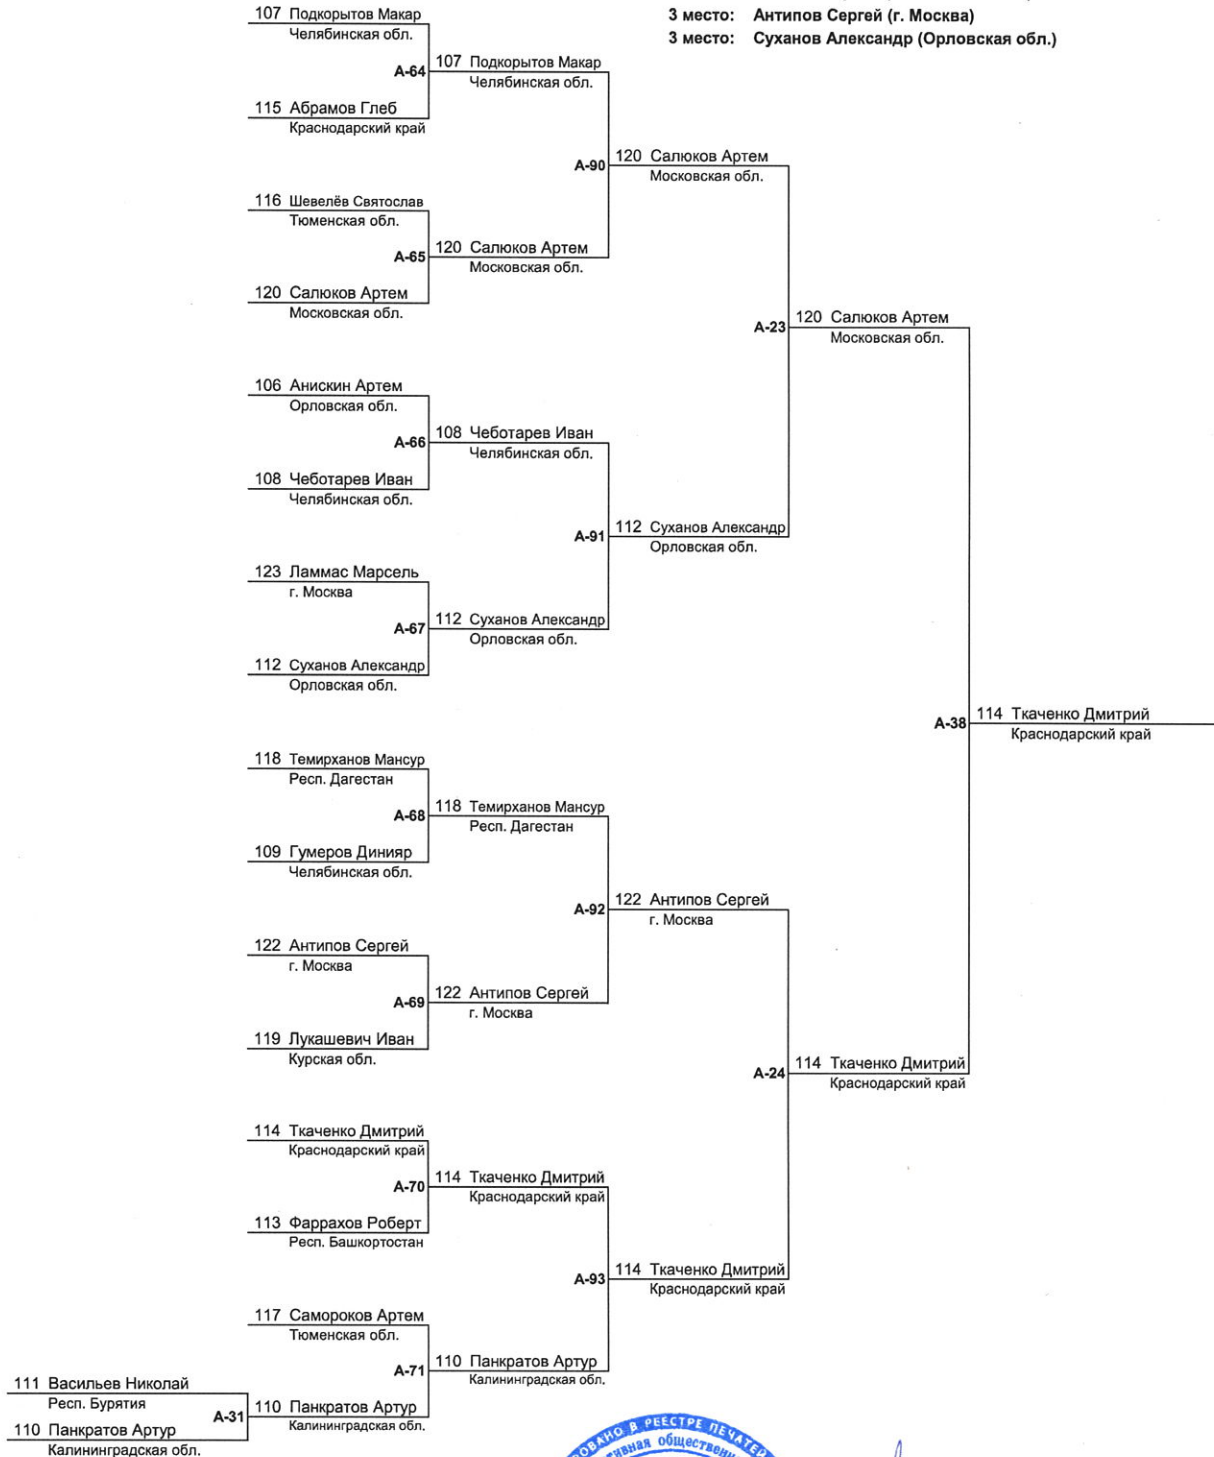 3 место: Антипов Сергей (г. Москва)
3 место: Суханов Александр (Орловская обл.)
107 Подкорытов Макар
Челябинская обл.
А-64
107 Подкорытов Макар
Челябинская обл.
115 Абрамов Глеб
Краснодарский край
А-90
120 Салюков Артем
Московская обл.
116 Шевелёв Святослав
Тюменская обл.
А-65
120 Салюков Артем
Московская обл.
120 Салюков Артем
Московская обл.
А-23
120 Салюков Артем
Московская обл.
106 Анискин Артем
Орловская обл.
А-66
108 Чеботарев Иван
Челябинская обл.
108 Чеботарев Иван
Челябинская обл.
А-91
112 Суханов Александр
Орловская обл.
123 Ламмас Марсель
г. Москва
А-67
112 Суханов Александр
Орловская обл.
112 Суханов Александр
Орловская обл.
А-38
114 Ткаченко Дмитрий
Краснодарский край
118 Темирханов Мансур
Респ. Дагестан
А-68
118 Темирханов Мансур
Респ. Дагестан
109 Гумеров Динияр
Челябинская обл.
А-92
122 Антипов Сергей
г. Москва
122 Антипов Сергей
г. Москва
А-69
122 Антипов Сергей
г. Москва
119 Лукашевич Иван
Курская обл.
А-24
114 Ткаченко Дмитрий
Краснодарский край
114 Ткаченко Дмитрий
Краснодарский край
А-70
114 Ткаченко Дмитрий
Краснодарский край
113 Фаррахов Роберт
Респ. Башкортостан
А-93
114 Ткаченко Дмитрий
Краснодарский край
117 Самороков Артем
Тюменская обл.
А-71
110 Панкратов Артур
Калининградская обл.
111 Васильев Николай
Респ. Бурятия
А-31
110 Панкратов Артур
Калининградская обл.
110 Панкратов Артур
Калининградская обл.
В РЕЕСТРЕ